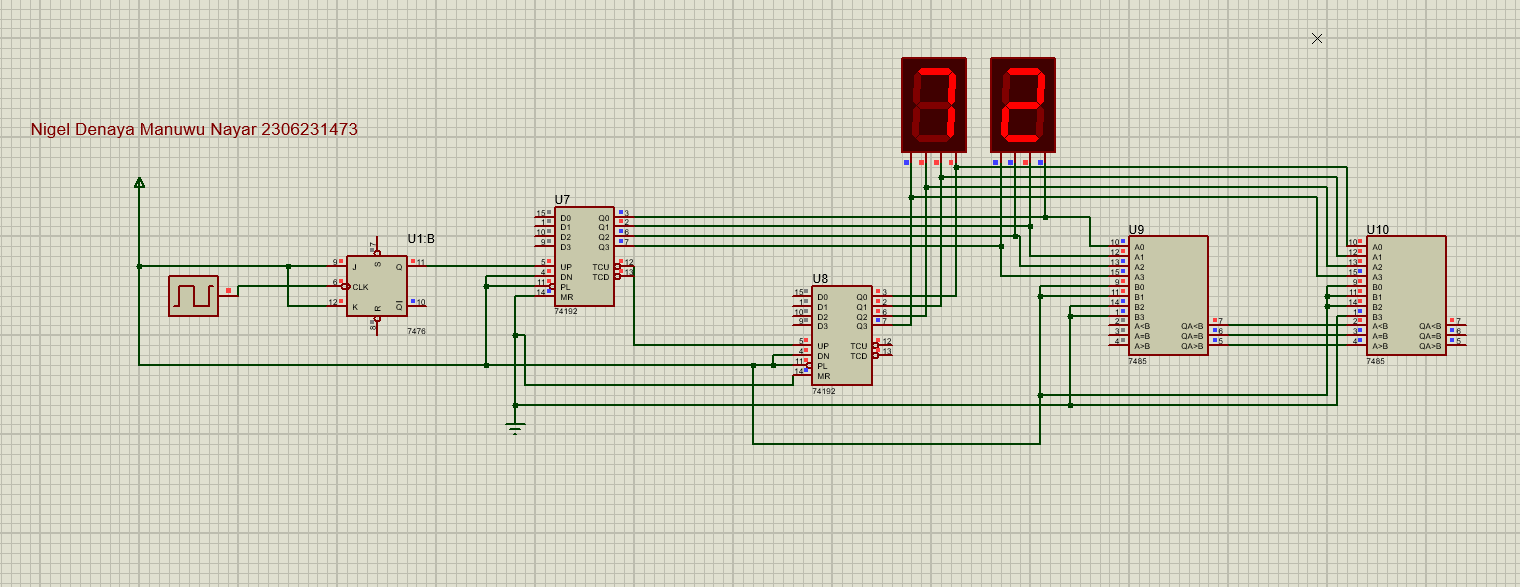 72
Nigel Denaya Manuwu Nayar 2306231473
U7
15 D0 Q0 3
1 D1 Q1 2
10 D2 Q2 6
9 D3 Q3 7
5 UP TCU 12
4 DN TCD 13
11 PL
14 MR
74192
U1:B
7
S
9 J Q 11
6 CLK
12 K Q 10
R
8
7476
U8
15 D0 Q0 3
1 D1 Q1 2
10 D2 Q2 6
9 D3 Q3 7
5 UP TCU 12
4 DN TCD 13
11 PL
14 MR
74192
U9
10 A0
12 A1
13 A2
15 A3
9 B0
11 B1
14 B2
1 B3
2 A<B QA<B 7
3 A=B QA=B 6
4 A>B QA>B 5
7485
U10
10 A0
12 A1
13 A2
15 A3
9 B0
11 B1
14 B2
1 B3
2 A<B QA<B 7
3 A=B QA=B 6
4 A>B QA>B 5
7485